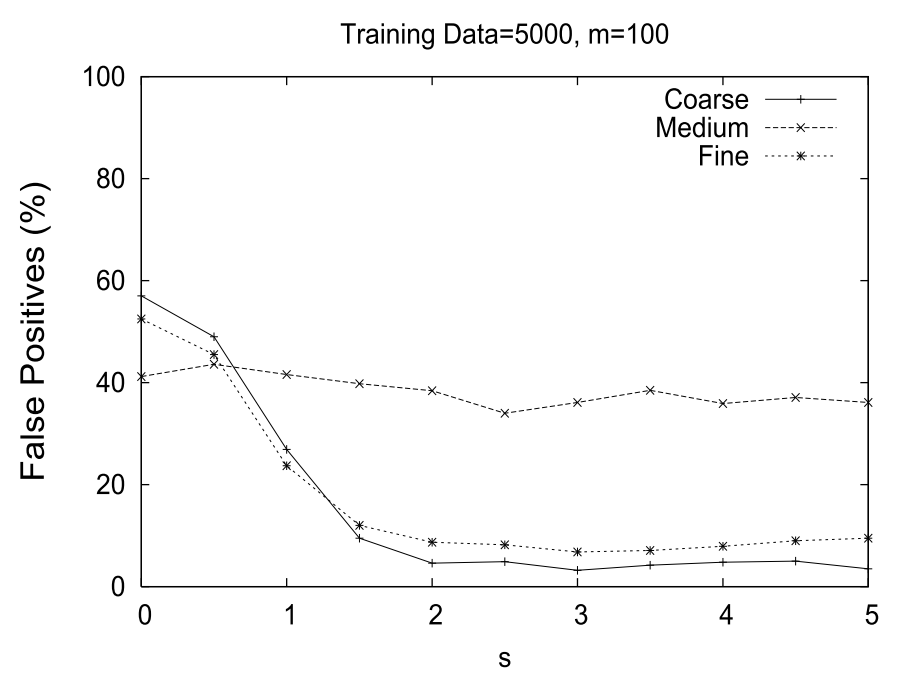 Training Data=5000, m=100
False Positives (%)
100
80
60
40
20
0
Coarse
Medium
Fine
0 1 2 3 4 5
s